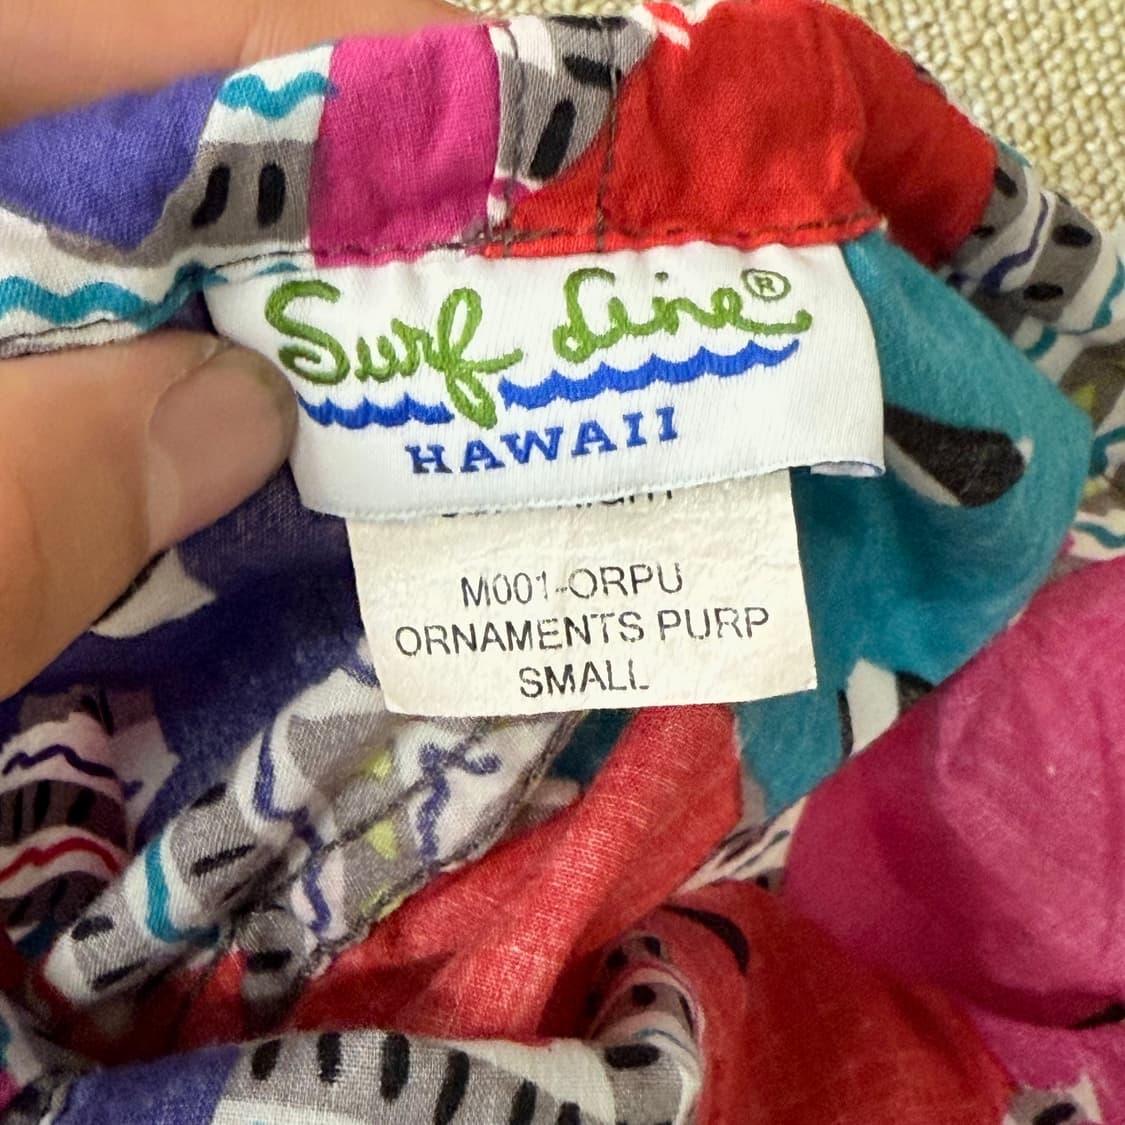 Surf Line®
HAWAII
M001-ORPU
ORNAMENTS PURP
SMALL